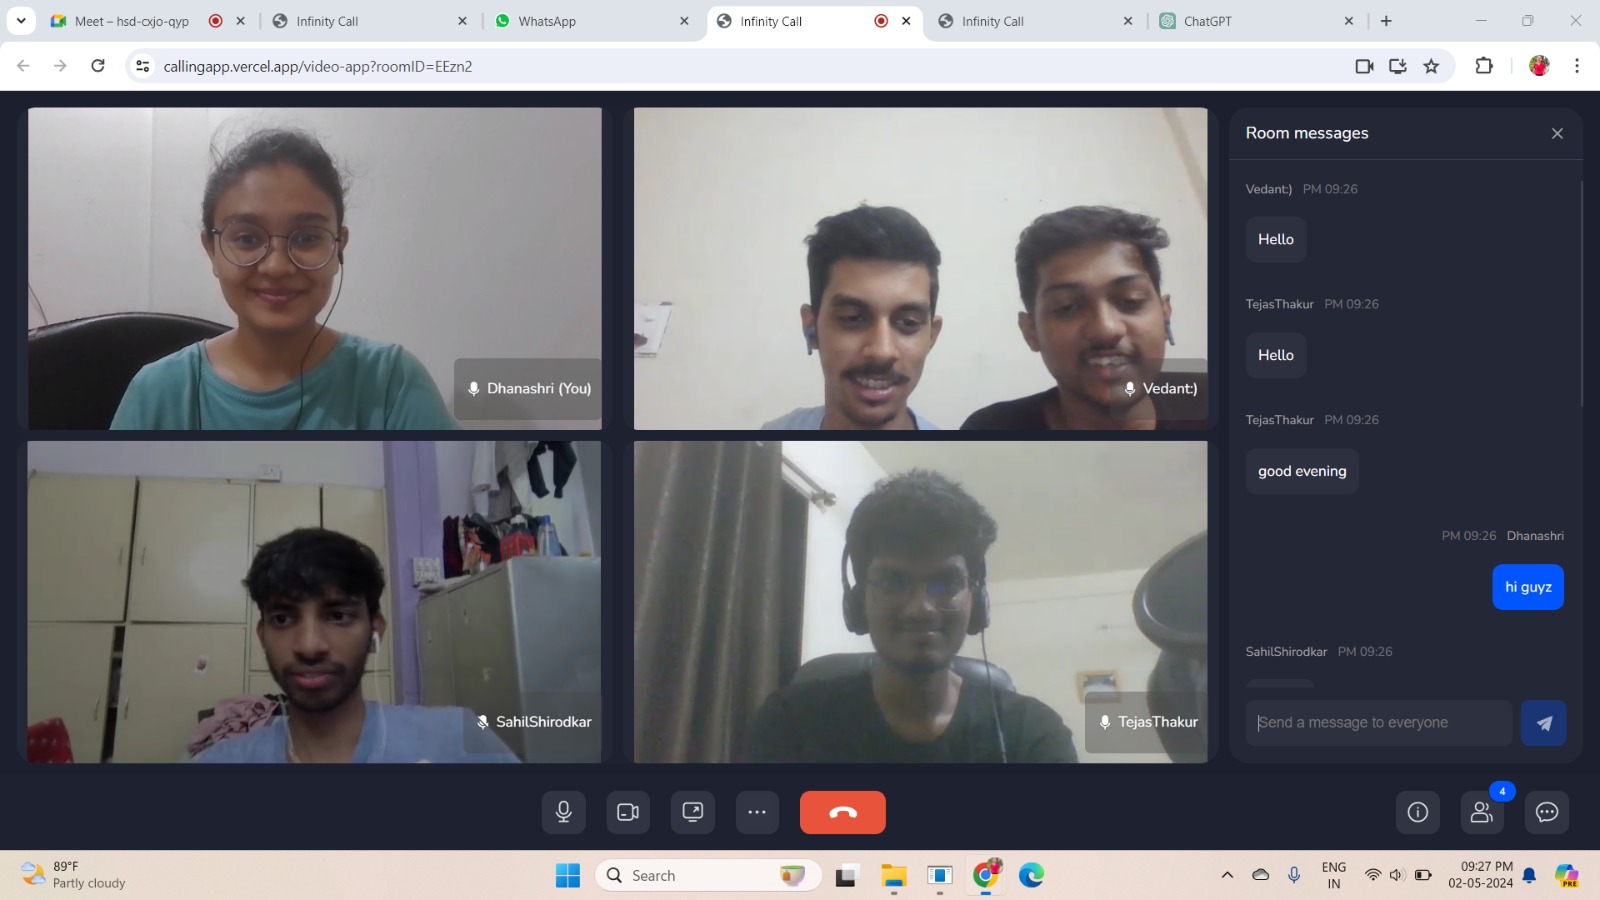 Meet – hsd-cxjo-qyp
Infinity Call
WhatsApp
Infinity Call
Infinity Call
ChatGPT
callingapp.vercel.app/video-app?roomID=EEzn2
Dhanashri (You)
Vedant:)
SahilShirodkar
TejasThakur
Room messages
Vedant:) PM 09:26
Hello
TejasThakur PM 09:26
Hello
TejasThakur PM 09:26
good evening
PM 09:26 Dhanashri
hi guyz
SahilShirodkar PM 09:26
Send a message to everyone
4
89°F
Partly cloudy
Search
ENG
IN
09:27 PM
02-05-2024
PRE